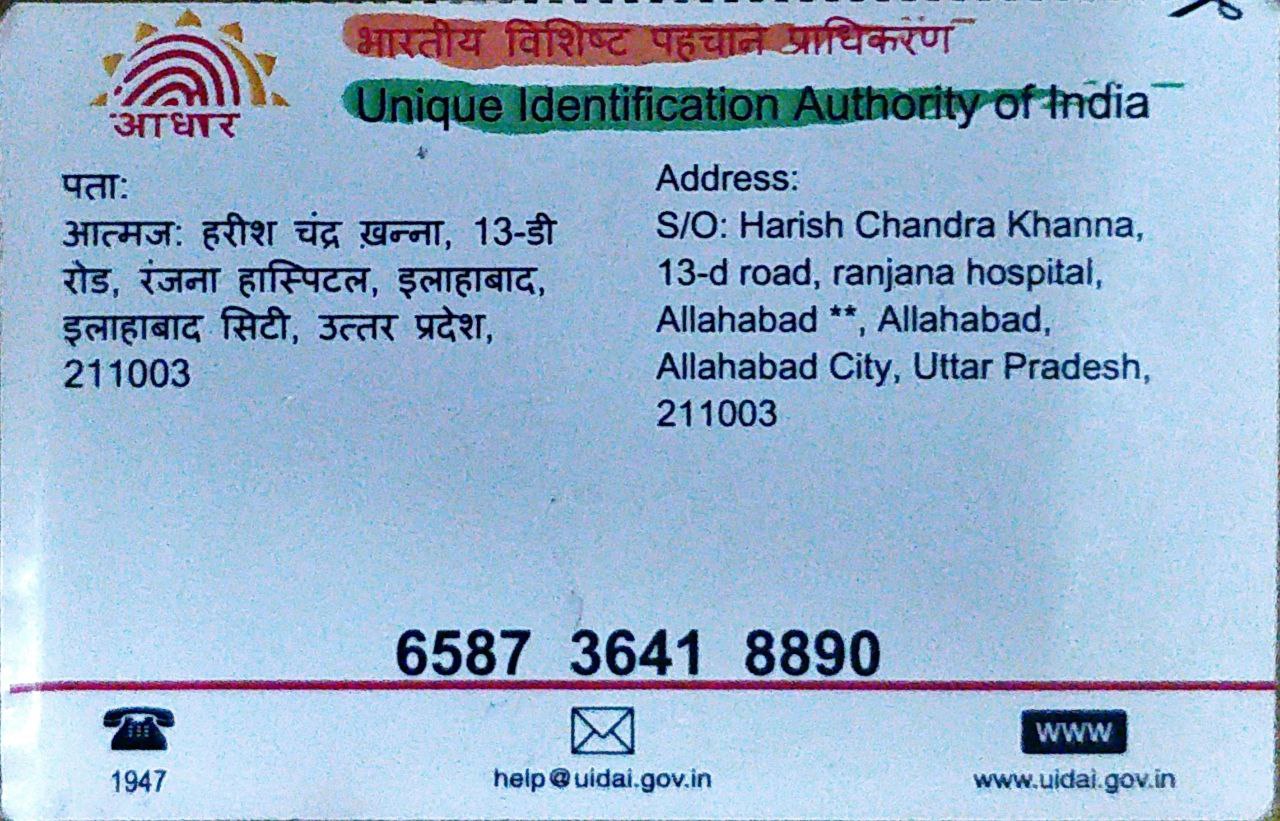 भारतीय विशिष्ट पहचान प्राधिकरण
Unique Identification Authority of India
आधार
पता:
आत्मज: हरीश चंद्र ख़न्ना, 13-डी
रोड, रंजना हास्पिटल, इलाहाबाद,
इलाहाबाद सिटी, उत्तर प्रदेश,
211003
Address:
S/O: Harish Chandra Khanna,
13-d road, ranjana hospital,
Allahabad **, Allahabad,
Allahabad City, Uttar Pradesh,
211003
6587 3641 8890
1947
help@uidai.gov.in
WWW
www.uidai.gov.in